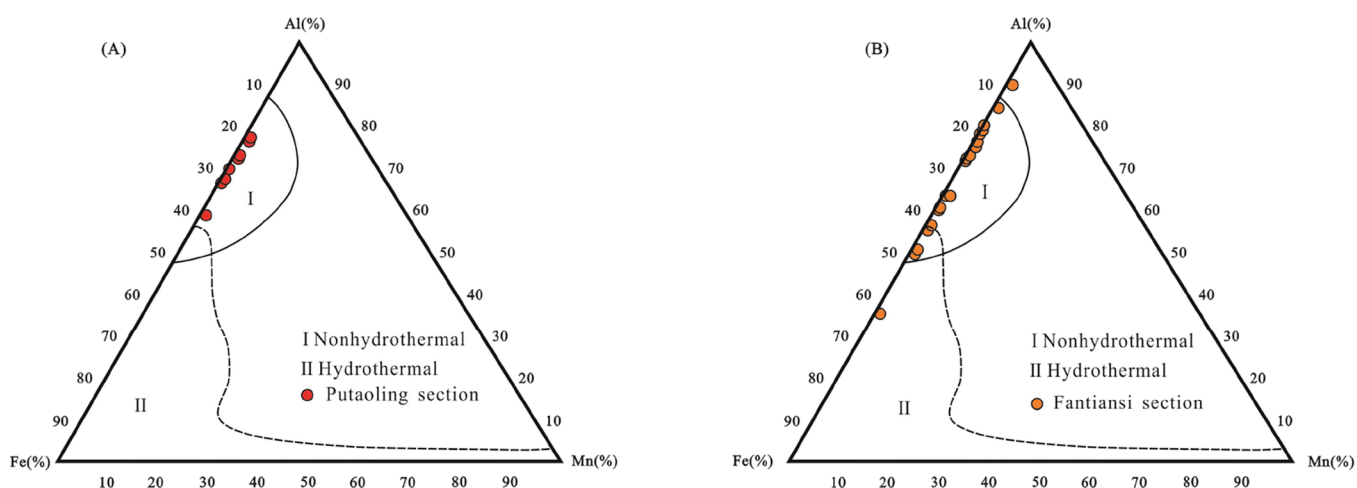 (A)
Al(%)
10
20
30
40
50
60
70
80
90
90
80
70
60
50
40
30
20
10
I
II
I Nonhydrothermal
II Hydrothermal
Putaoling section
Fe(%)
Mn(%)
10 20 30 40 50 60 70 80 90
(B)
Al(%)
10
20
30
40
50
60
70
80
90
90
80
70
60
50
40
30
20
10
I
II
I Nonhydrothermal
II Hydrothermal
Fantiansi section
Fe(%)
Mn(%)
10 20 30 40 50 60 70 80 90